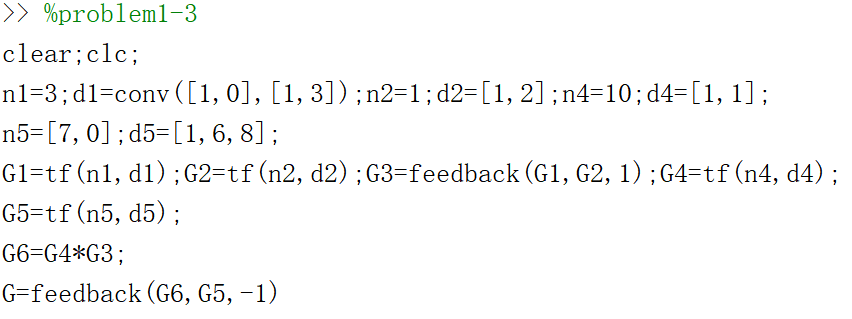 >> %problem1-3
clear;clc;
n1=3;d1=conv([1,0],[1,3]);n2=1;d2=[1,2];n4=10;d4=[1,1];
n5=[7,0];d5=[1,6,8];
G1=tf(n1,d1);G2=tf(n2,d2);G3=feedback(G1,G2,1);G4=tf(n4,d4);
G5=tf(n5,d5);
G6=G4*G3;
G=feedback(G6,G5,-1)